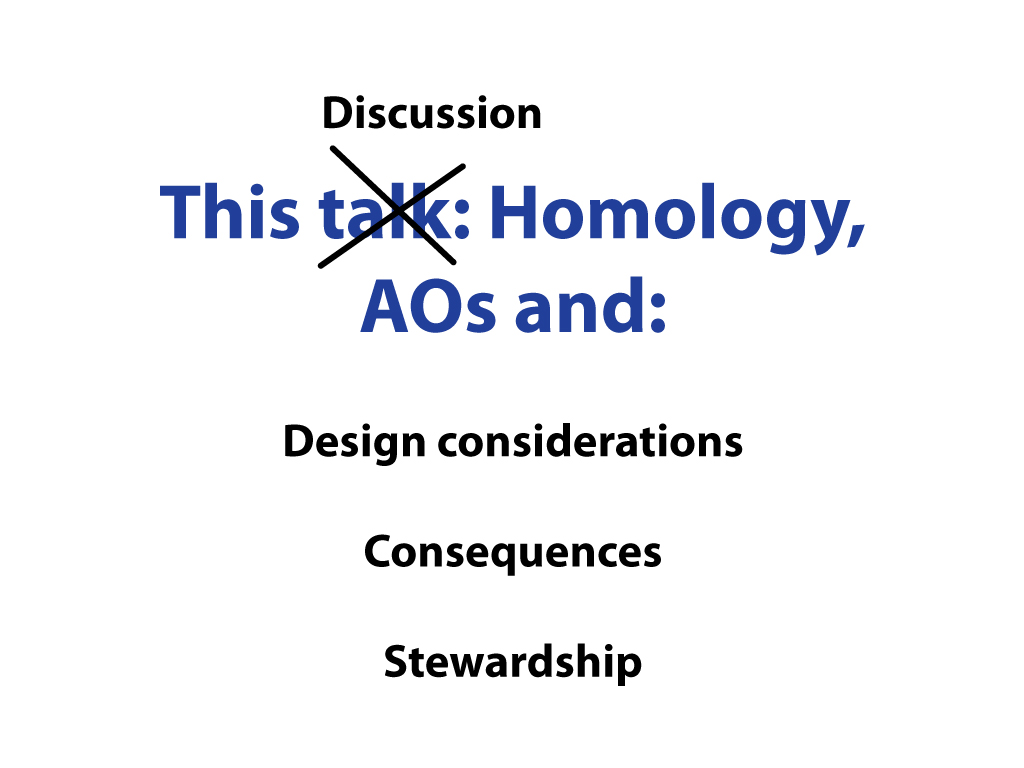 Discussion
This talk: Homology,
AOs and:
Design considerations
Consequences
Stewardship